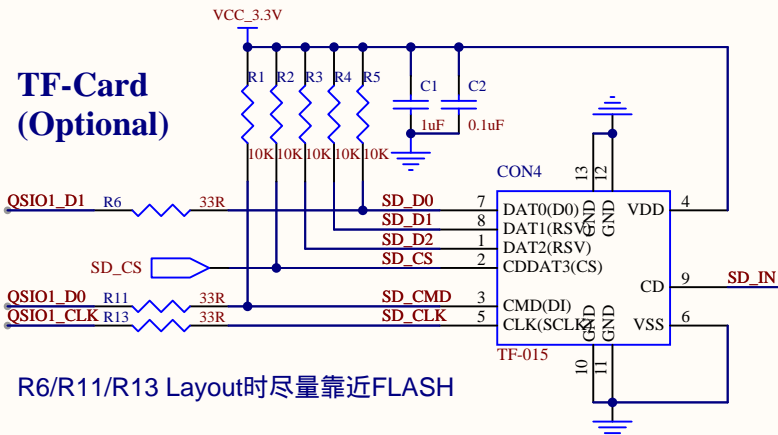 VCC_3.3V
TF-Card
(Optional)
R1 R2 R3 R4 R5
C1 C2
1uF 0.1uF
10K 10K 10K 10K 10K
CON4
13 12
GND GND
QSIO1_D1 R6 33R SD_D0 7 DAT0(D0) VDD 4
SD_D1 8 DAT1(RSV)
SD_D2 1 DAT2(RSV)
SD_CS SD_CS 2 CDDAT3(CS)
CD 9 SD_IN
QSIO1_D0 R11 33R SD_CMD 3 CMD(DI)
QSIO1_CLK R13 33R SD_CLK 5 CLK(SCLK) VSS 6
GND GND
TF-015
10 11
R6/R11/R13 Layout时尽量靠近FLASH